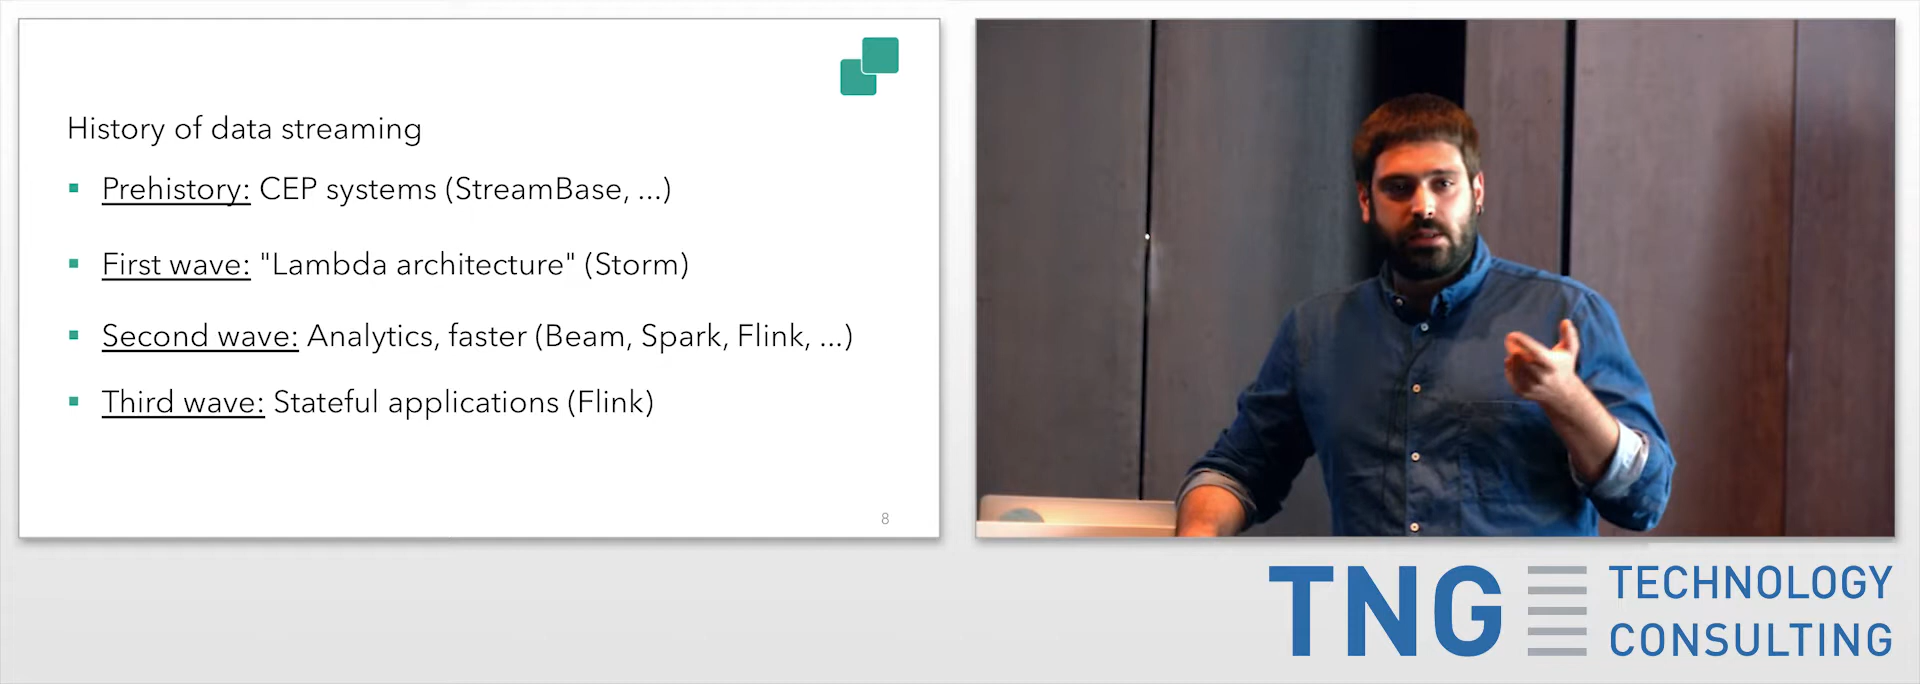 History of data streaming
Prehistory: CEP systems (StreamBase, ...)
First wave: "Lambda architecture" (Storm)
Second wave: Analytics, faster (Beam, Spark, Flink, ...)
Third wave: Stateful applications (Flink)
8
TNG TECHNOLOGY
CONSULTING